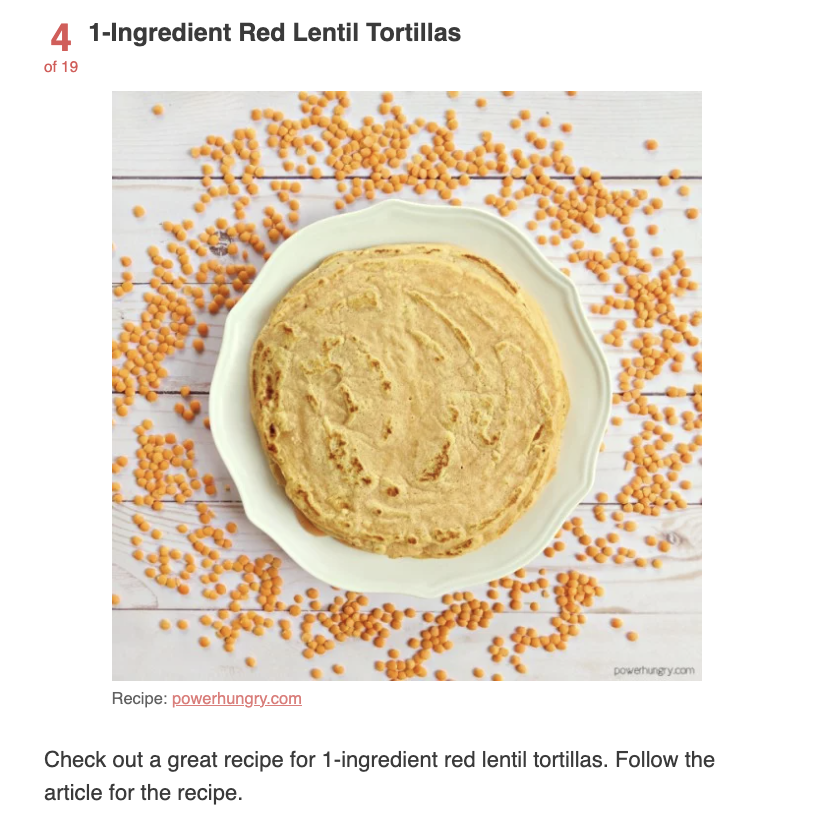 4 1-Ingredient Red Lentil Tortillas
of 19
powerhungry.com
Recipe: powerhungry.com
Check out a great recipe for 1-ingredient red lentil tortillas. Follow the
article for the recipe.